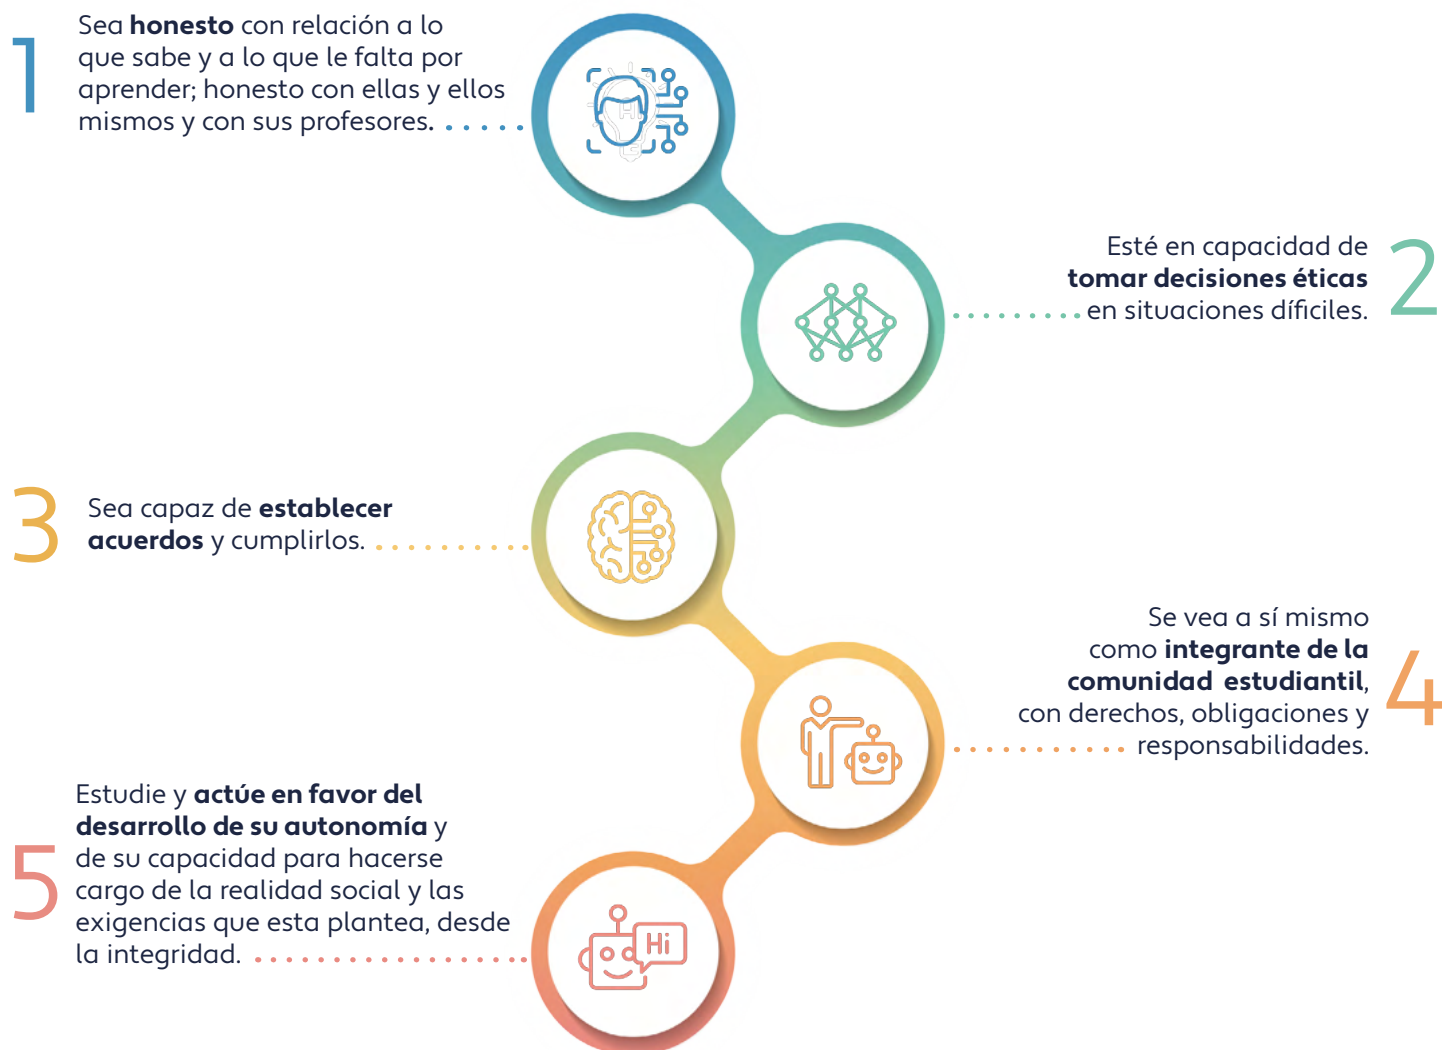 1
Sea honesto con relación a lo
que sabe y a lo que le falta por
aprender; honesto con ellas y ellos
mismos y con sus profesores.
2
Esté en capacidad de
tomar decisiones éticas
en situaciones díficiles.
3
Sea capaz de establecer
acuerdos y cumplirlos.
4
Se vea a sí mismo
como integrante de la
comunidad estudiantil,
con derechos, obligaciones y
responsabilidades.
5
Estudie y actúe en favor del
desarrollo de su autonomía y
de su capacidad para hacerse
cargo de la realidad social y las
exigencias que esta plantea, desde
la integridad.
Hi